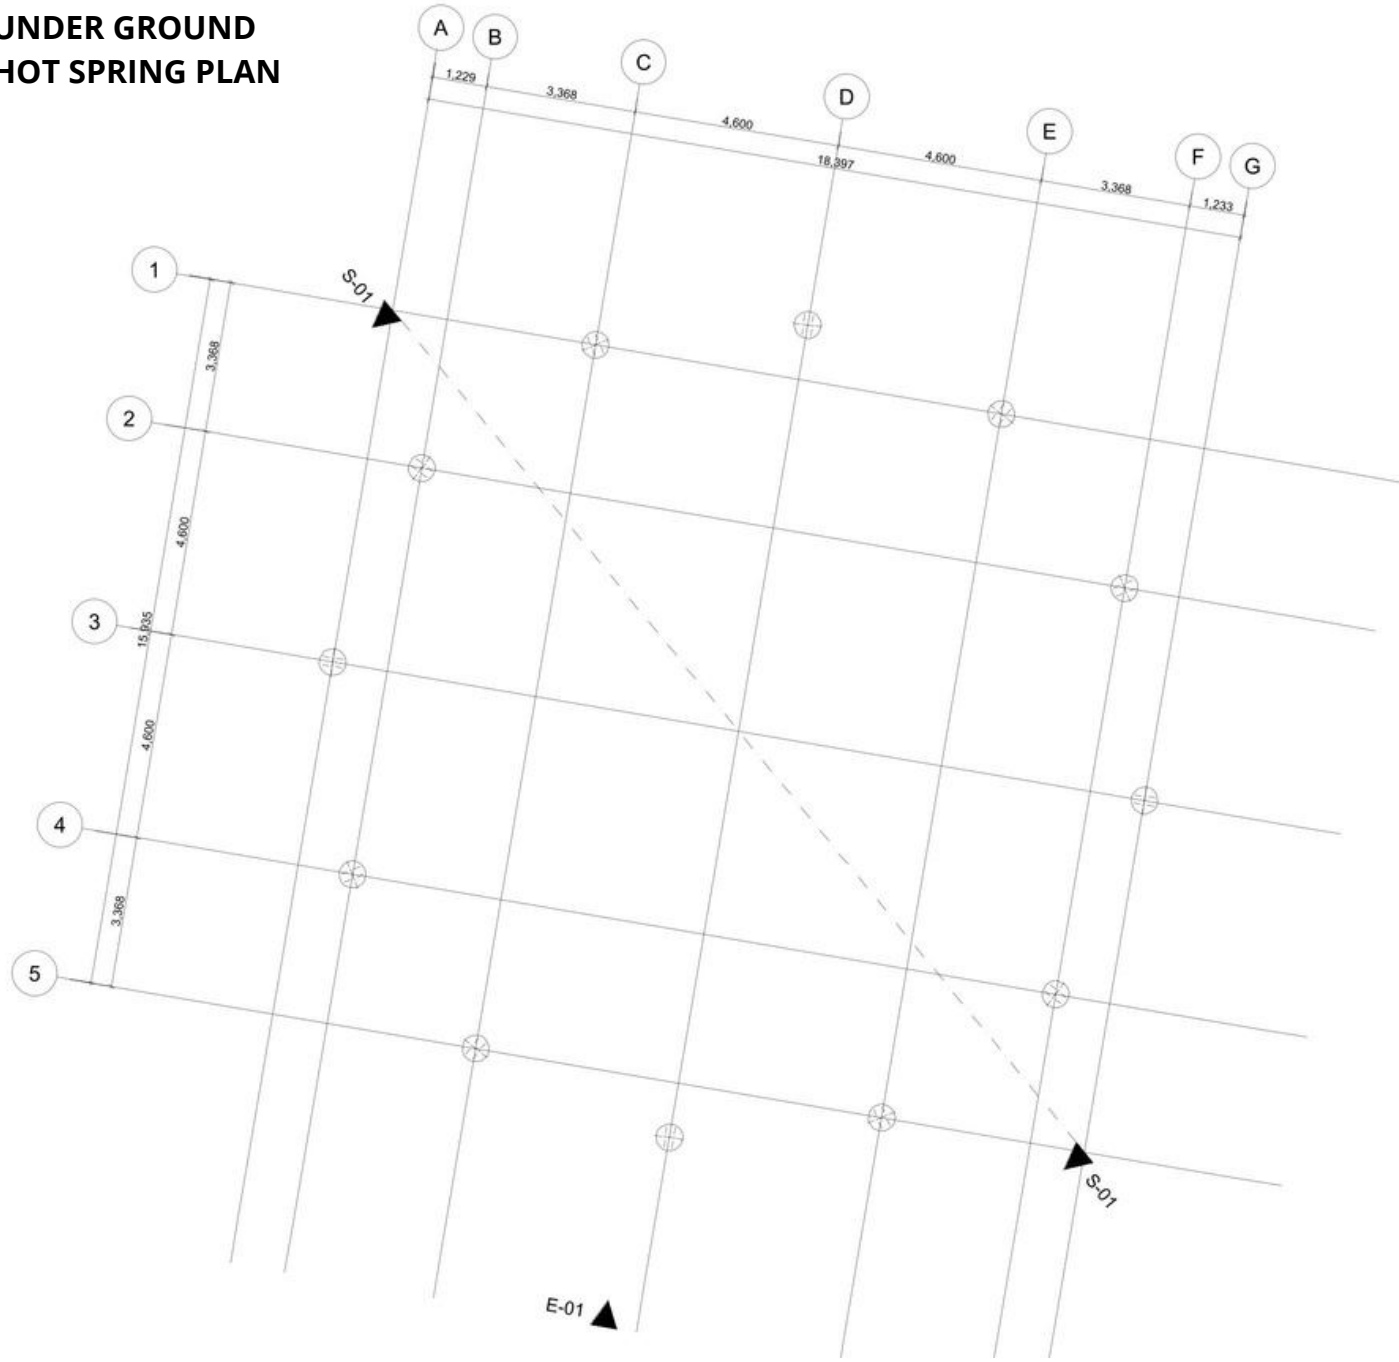 UNDER GROUND
HOT SPRING PLAN
A
B
C
D
E
F
G
1,229
3,368
4,600
4,600
3,368
1,233
18,397
1
2
3
4
5
3,368
4,600
4,600
3,368
15,935
S-01
S-01
E-01